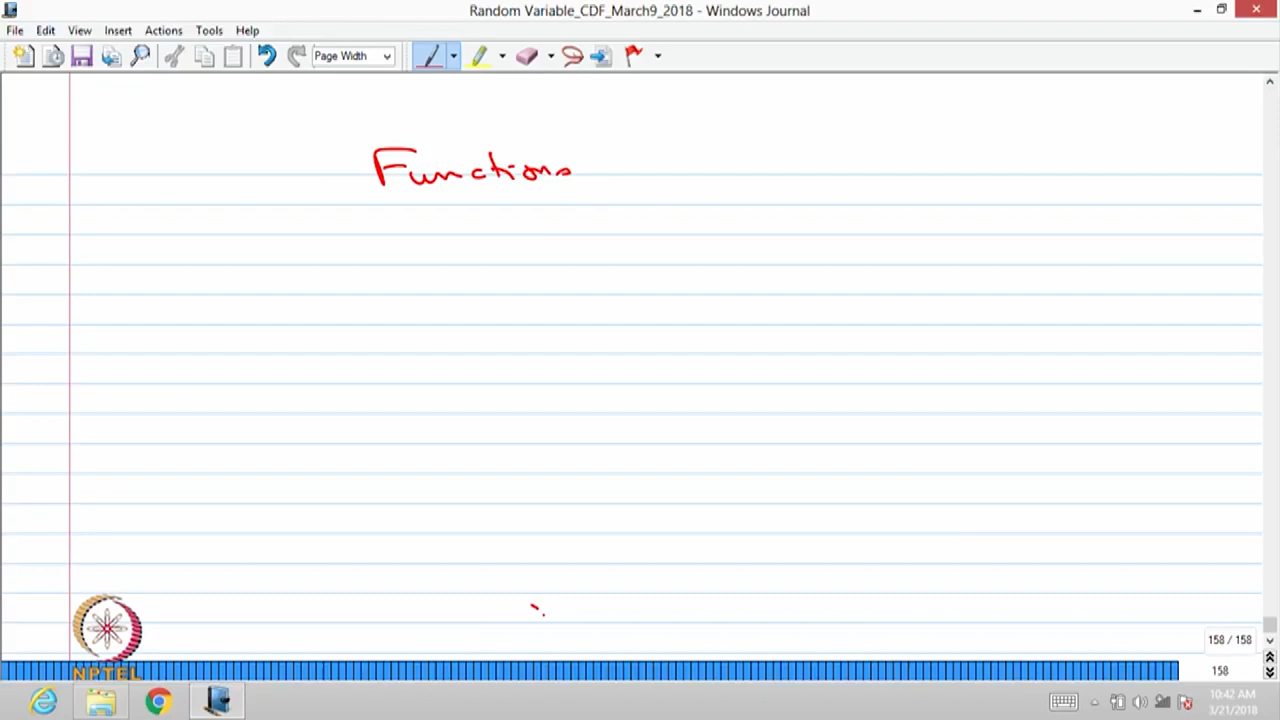 Random Variable_CDF_March9_2018 - Windows Journal
File Edit View Insert Actions Tools Help
Page Width
Functions
158 / 158
NPTEL
158
10:42 AM
3/21/2018